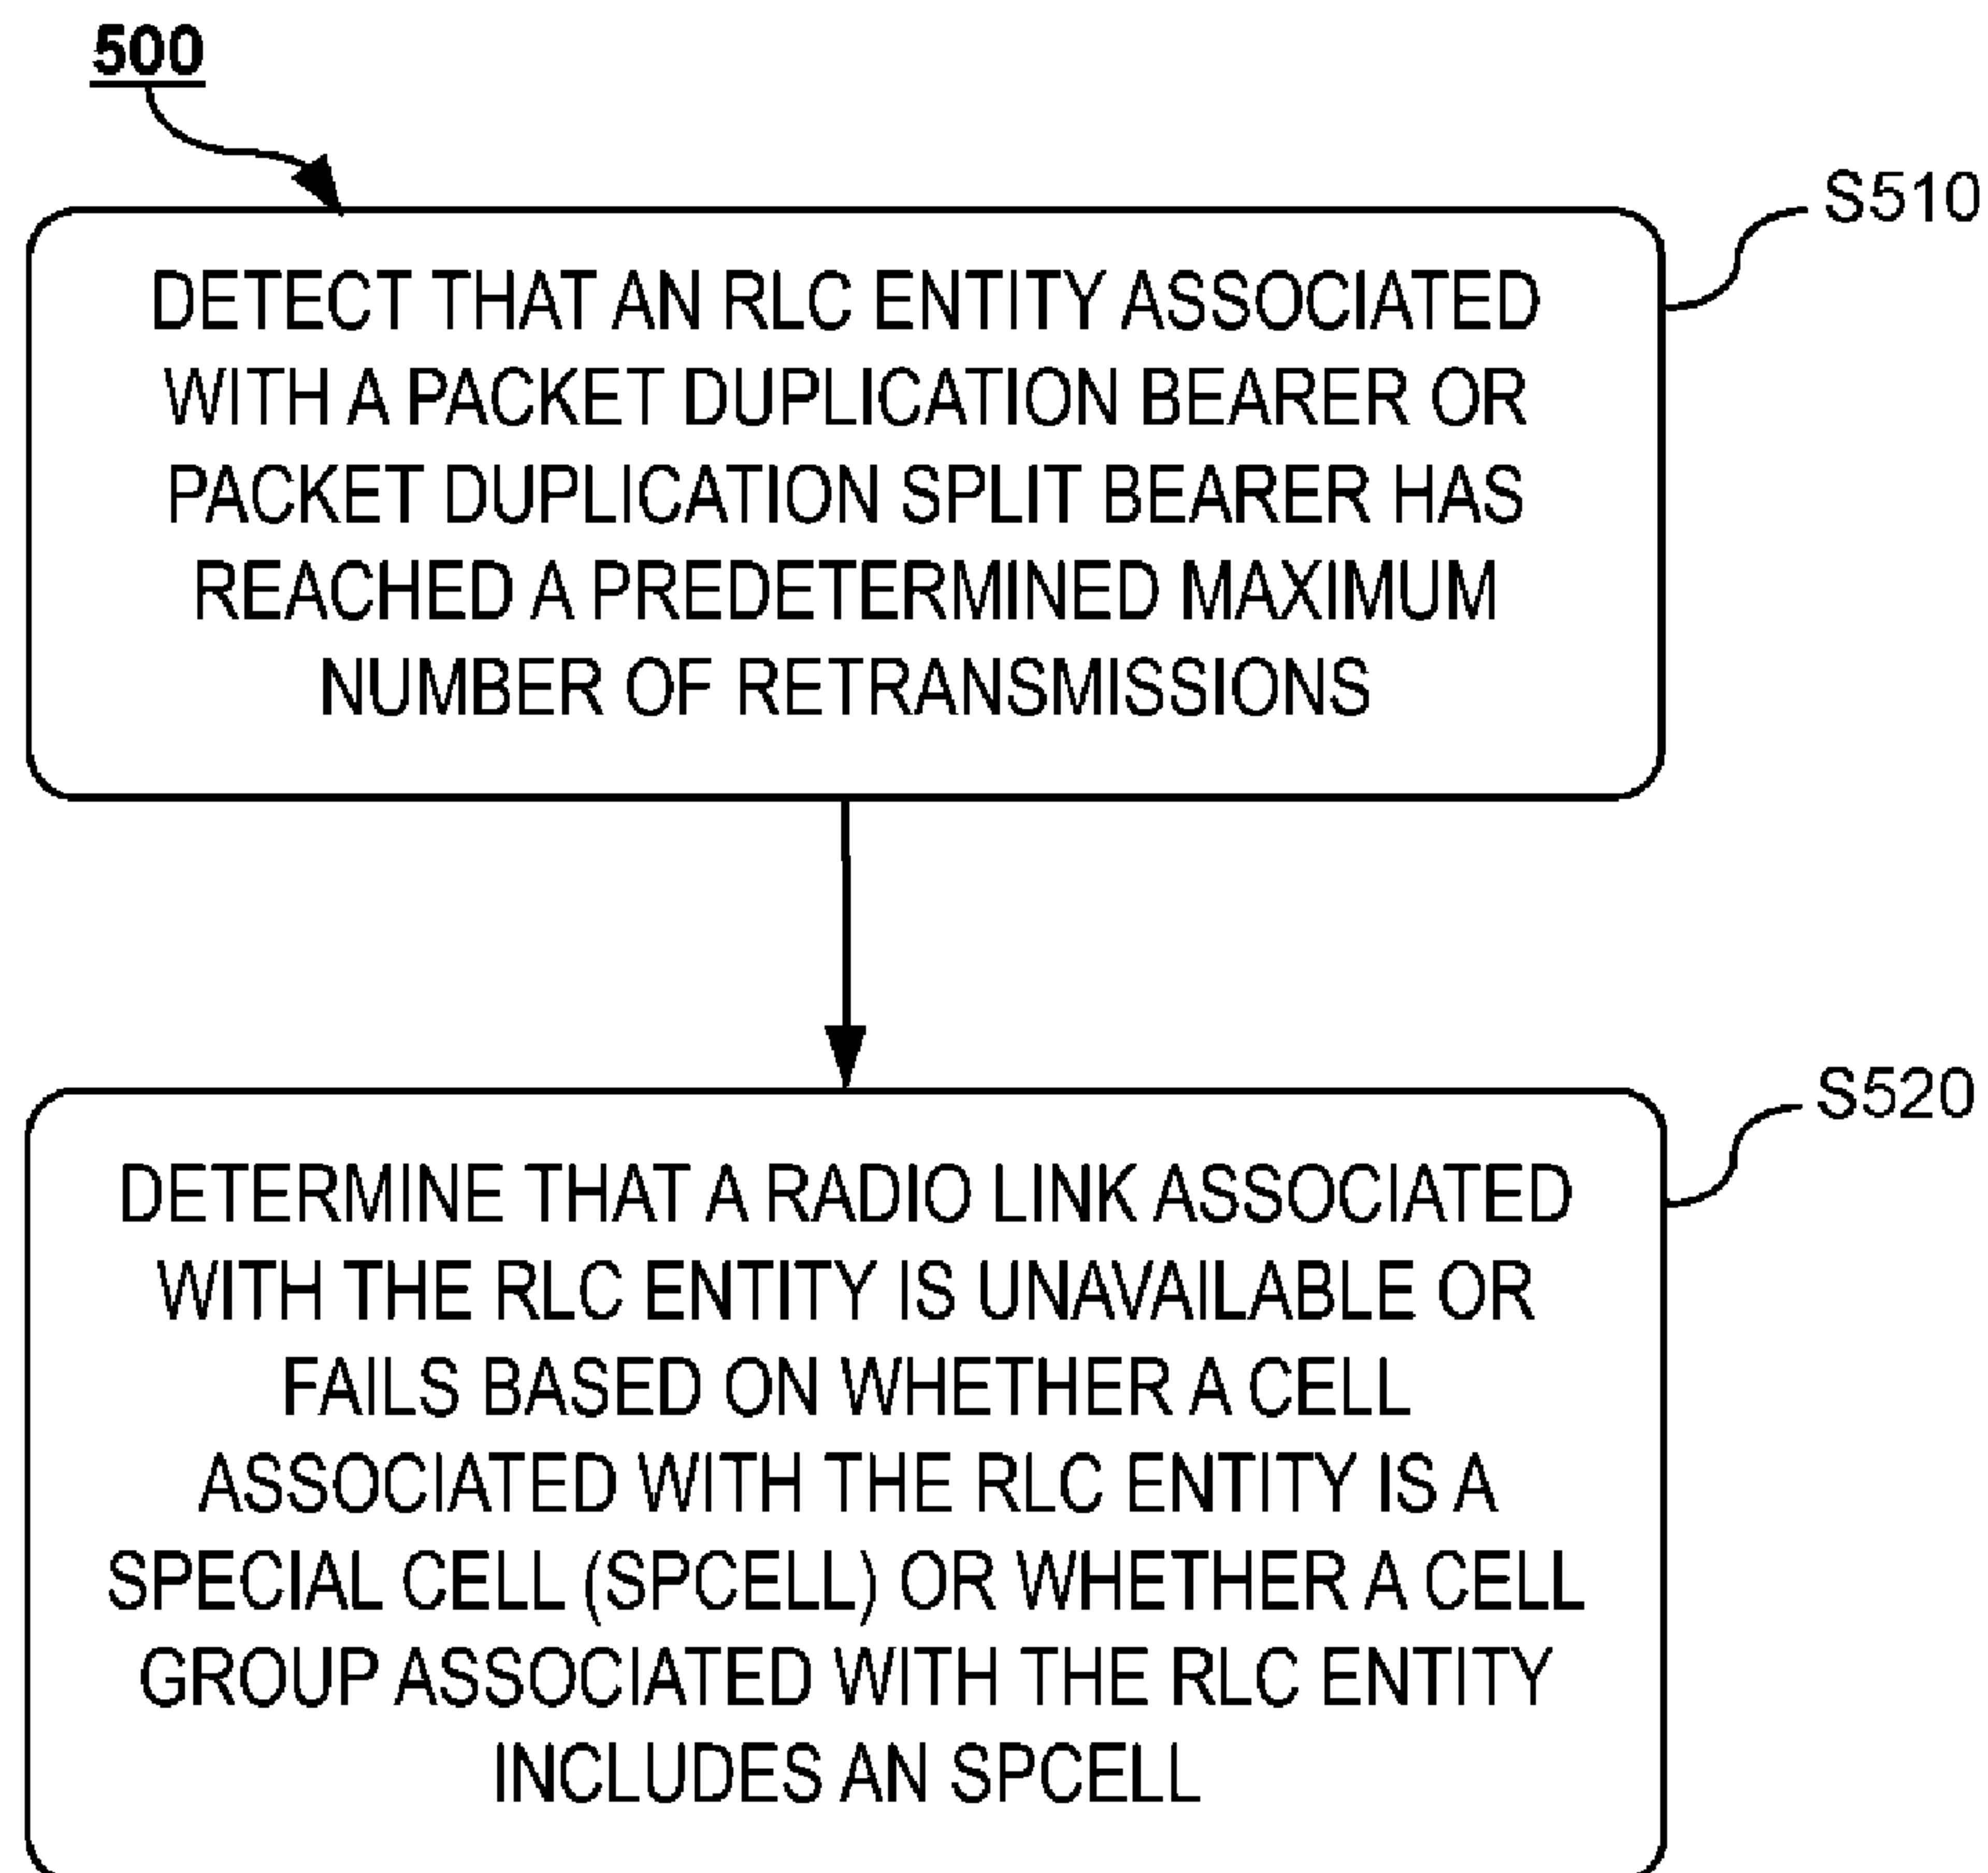 500
S510
DETECT THAT AN RLC ENTITY ASSOCIATED
WITH A PACKET DUPLICATION BEARER OR
PACKET DUPLICATION SPLIT BEARER HAS
REACHED A PREDETERMINED MAXIMUM
NUMBER OF RETRANSMISSIONS
S520
DETERMINE THAT A RADIO LINK ASSOCIATED
WITH THE RLC ENTITY IS UNAVAILABLE OR
FAILS BASED ON WHETHER A CELL
ASSOCIATED WITH THE RLC ENTITY IS A
SPECIAL CELL (SPCELL) OR WHETHER A CELL
GROUP ASSOCIATED WITH THE RLC ENTITY
INCLUDES AN SPCELL